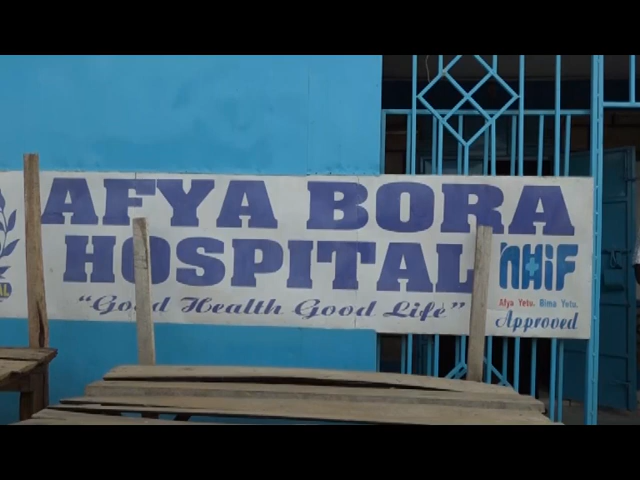 AFYA BORA
HOSPITAL
"Good Health Good Life"
NHIF
Afya Yetu. Bima Yetu.
Approved